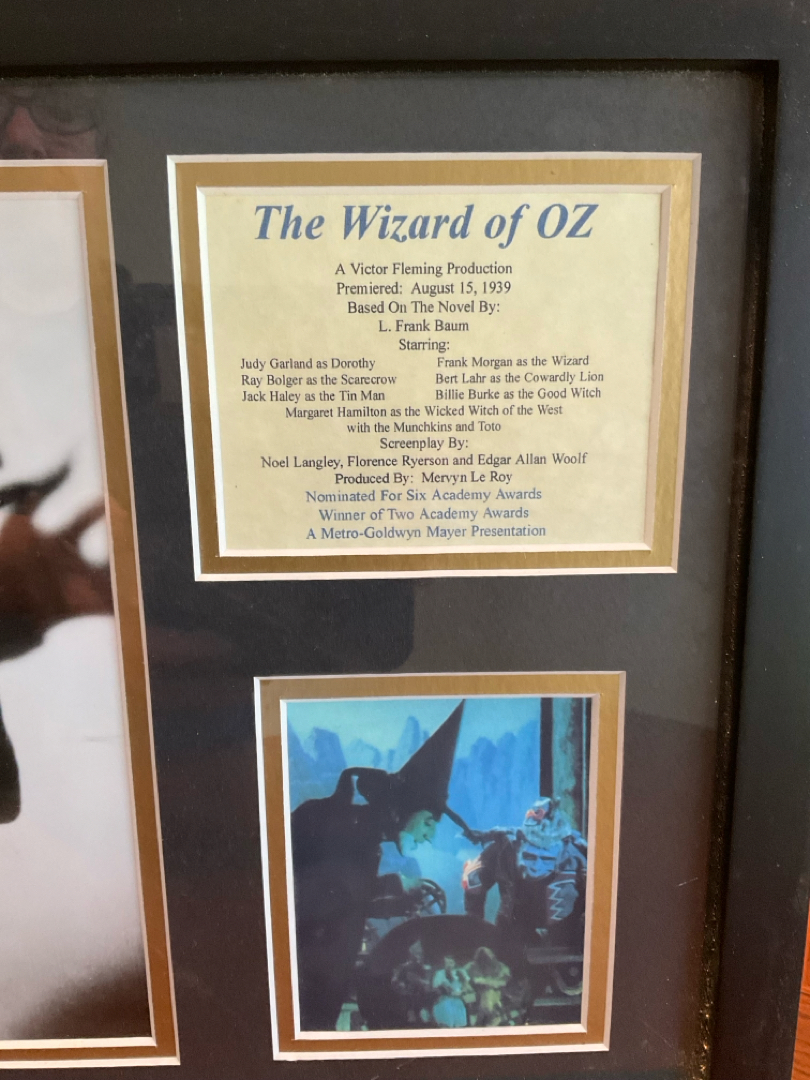 The Wizard of OZ
A Victor Fleming Production
Premiered: August 15, 1939
Based On The Novel By:
L. Frank Baum
Starring:
Judy Garland as Dorothy Frank Morgan as the Wizard
Ray Bolger as the Scarecrow Bert Lahr as the Cowardly Lion
Jack Haley as the Tin Man Billie Burke as the Good Witch
Margaret Hamilton as the Wicked Witch of the West
with the Munchkins and Toto
Screenplay By:
Noel Langley, Florence Ryerson and Edgar Allan Woolf
Produced By: Mervyn Le Roy
Nominated For Six Academy Awards
Winner of Two Academy Awards
A Metro-Goldwyn Mayer Presentation